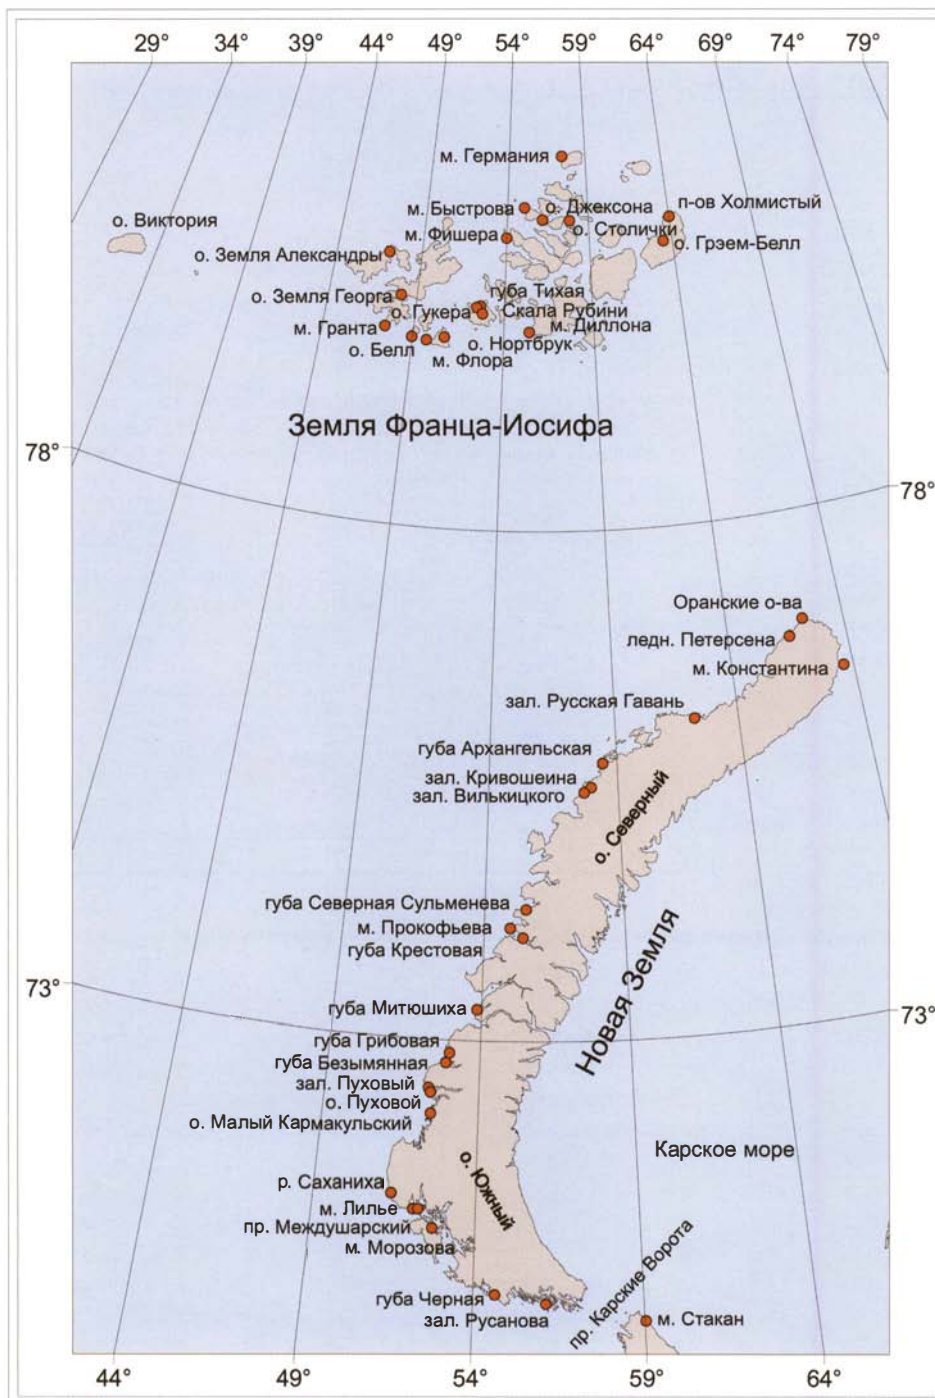 29° 34° 39° 44° 49° 54° 59° 64° 69° 74° 79°
м. Германия
о. Виктория
м. Быстрова
о. Джексона
п-ов Холмистый
м. Фишера
о. Столички
о. Грэем-Белл
о. Земля Александры
о. Земля Георга
губа Тихая
о. Гукера
Скала Рубини
м. Гранта
м. Диллона
о. Белл
о. Нортбрук
м. Флора
Земля Франца-Иосифа
78°
78°
Оранские о-ва
ледн. Петерсена
м. Константина
зал. Русская Гавань
губа Архангельская
зал. Кривошеина
зал. Вилькицкого
о. Северный
губа Северная Сульменева
м. Прокофьева
губа Крестовая
Новая Земля
73°
73°
губа Митюшиха
губа Грибовая
губа Безымянная
зал. Пуховый
о. Пуховой
о. Малый Кармакульский
Карское море
о. Южный
р. Саханиха
м. Лилье
пр. Междушарский
м. Морозова
пр. Карские Ворота
губа Черная
зал. Русанова
м. Стакан
44° 49° 54° 59° 64°